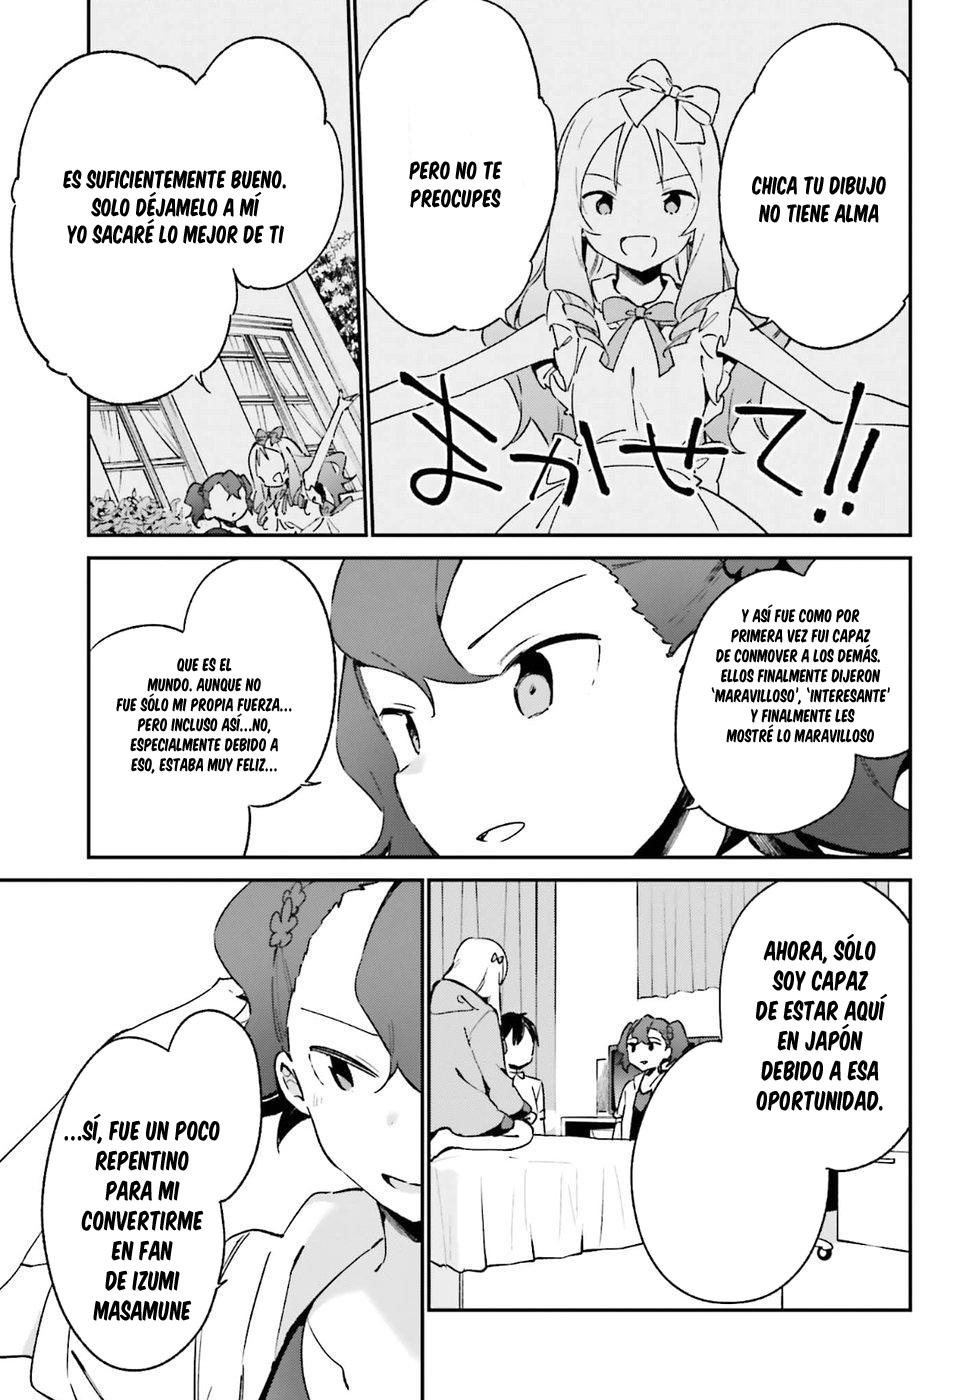 CHICA TU DIBUJO
NO TIENE ALMA
PERO NO TE
PREOCUPES
まかせて!!
ES SUFICIENTEMENTE BUENO.
SOLO DÉJAMELO A MÍ
YO SACARÉ LO MEJOR DE TI
Y ASÍ FUE COMO POR
PRIMERA VEZ FUI CAPAZ
DE CONMOVER A LOS DEMÁS.
ELLOS FINALMENTE DIJERON
'MARAVILLOSO', 'INTERESANTE'
Y FINALMENTE LES
MOSTRÉ LO MARAVILLOSO
QUE ES EL
MUNDO. AUNQUE NO
FUE SÓLO MI PROPIA FUERZA...
PERO INCLUSO ASÍ...NO,
ESPECIALMENTE DEBIDO A
ESO, ESTABA MUY FELIZ...
AHORA, SÓLO
SOY CAPAZ
DE ESTAR AQUÍ
EN JAPÓN
DEBIDO A ESA
OPORTUNIDAD.
...SÍ, FUE UN POCO
REPENTINO
PARA MI
CONVERTIRME
EN FAN
DE IZUMI
MASAMUNE